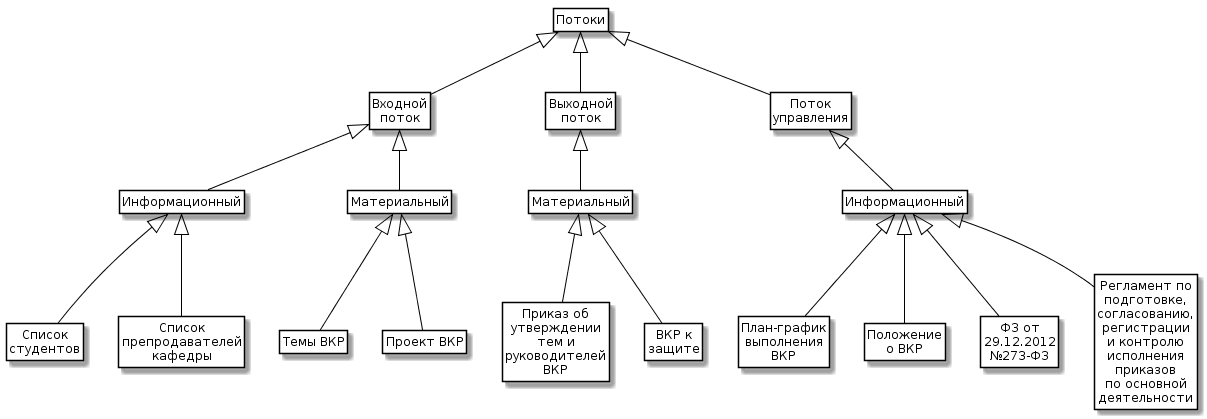 Потоки
Входной
поток
Выходной
поток
Поток
управления
Информационный
Материальный
Материальный
Информационный
Список
студентов
Список
препродавателей
кафедры
Темы ВКР
Проект ВКР
Приказ об
утверждении
тем и
руководителей
ВКР
ВКР к
защите
План-график
выполнения
ВКР
Положение
о ВКР
ФЗ от
29.12.2012
№273-ФЗ
Регламент по
подготовке,
согласованию,
регистрации
и контролю
исполнения
приказов
по основной
деятельности